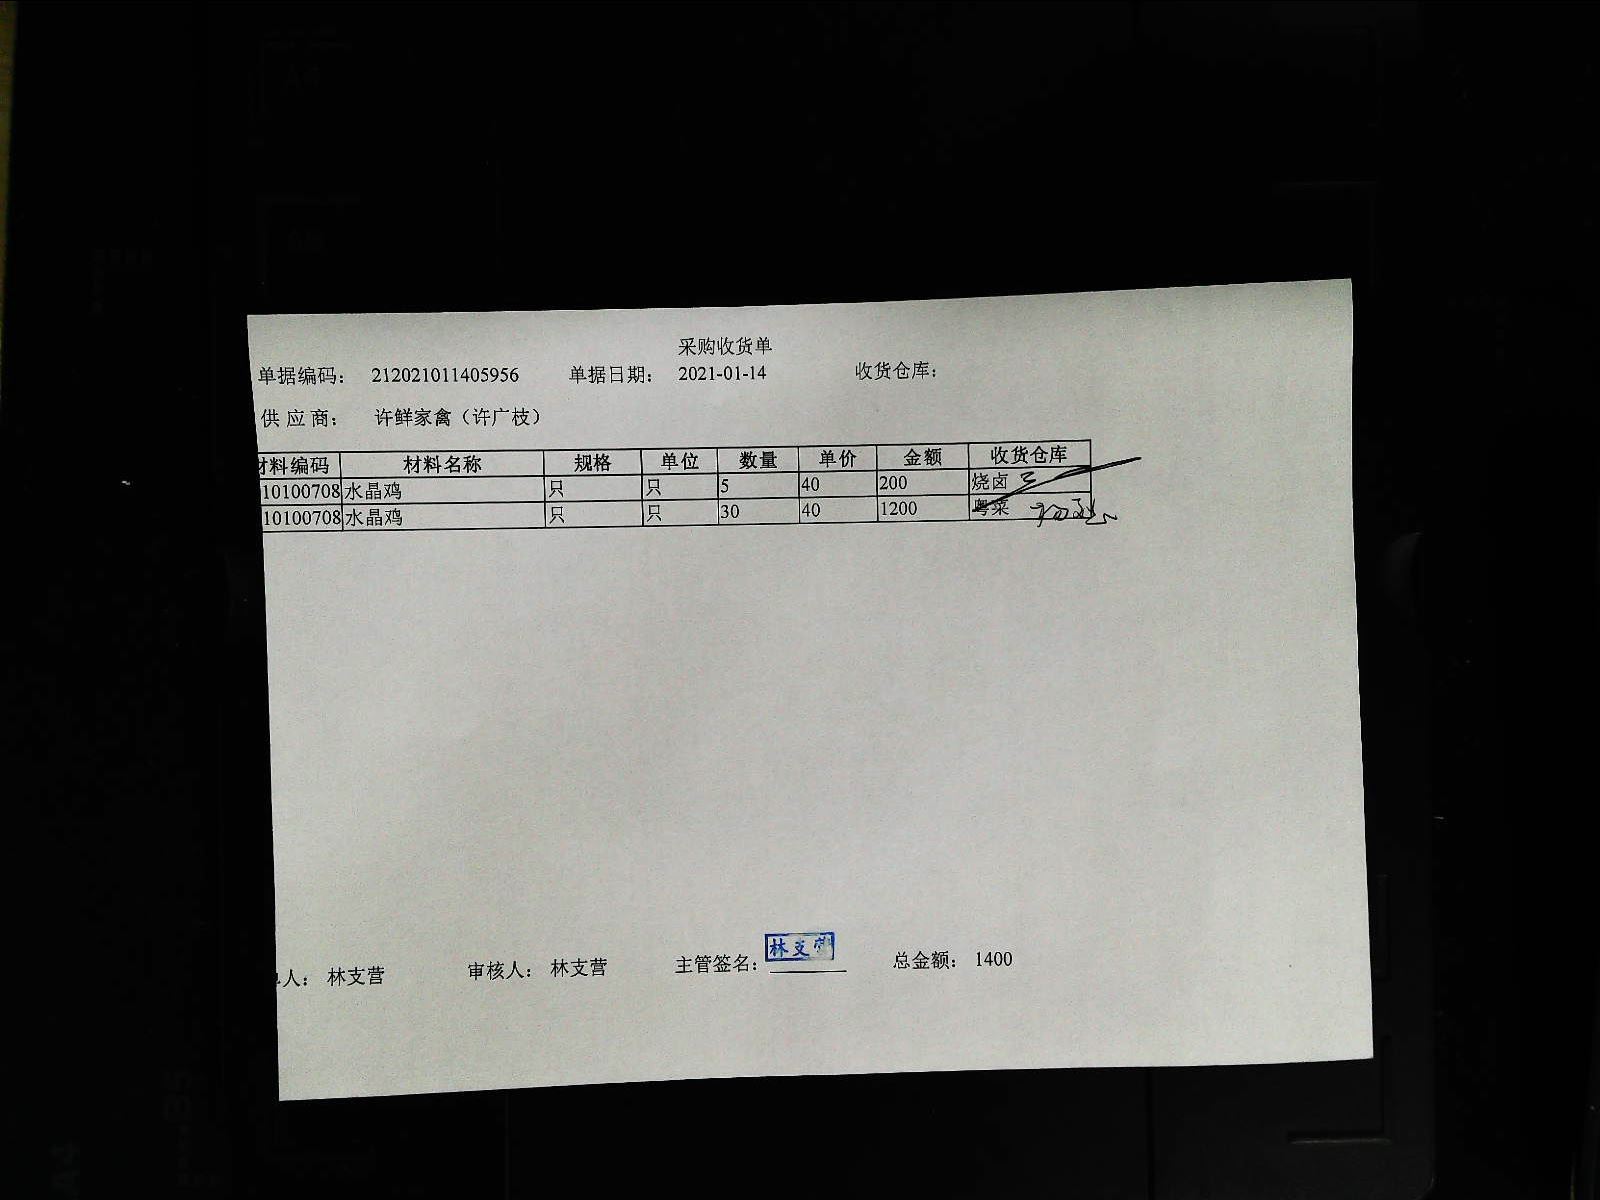 采购收货单
单据编码： 212021011405956 单据日期： 2021-01-14 收货仓库：
供应商： 许鲜家禽（许广枝）
材料编码 材料名称 规格 单位 数量 单价 金额 收货仓库
10100708 水晶鸡 只 只 5 40 200 烧卤
10100708 水晶鸡 只 只 30 40 1200 粤菜
人： 林支营 审核人： 林支营 主管签名： 林支营 总金额： 1400